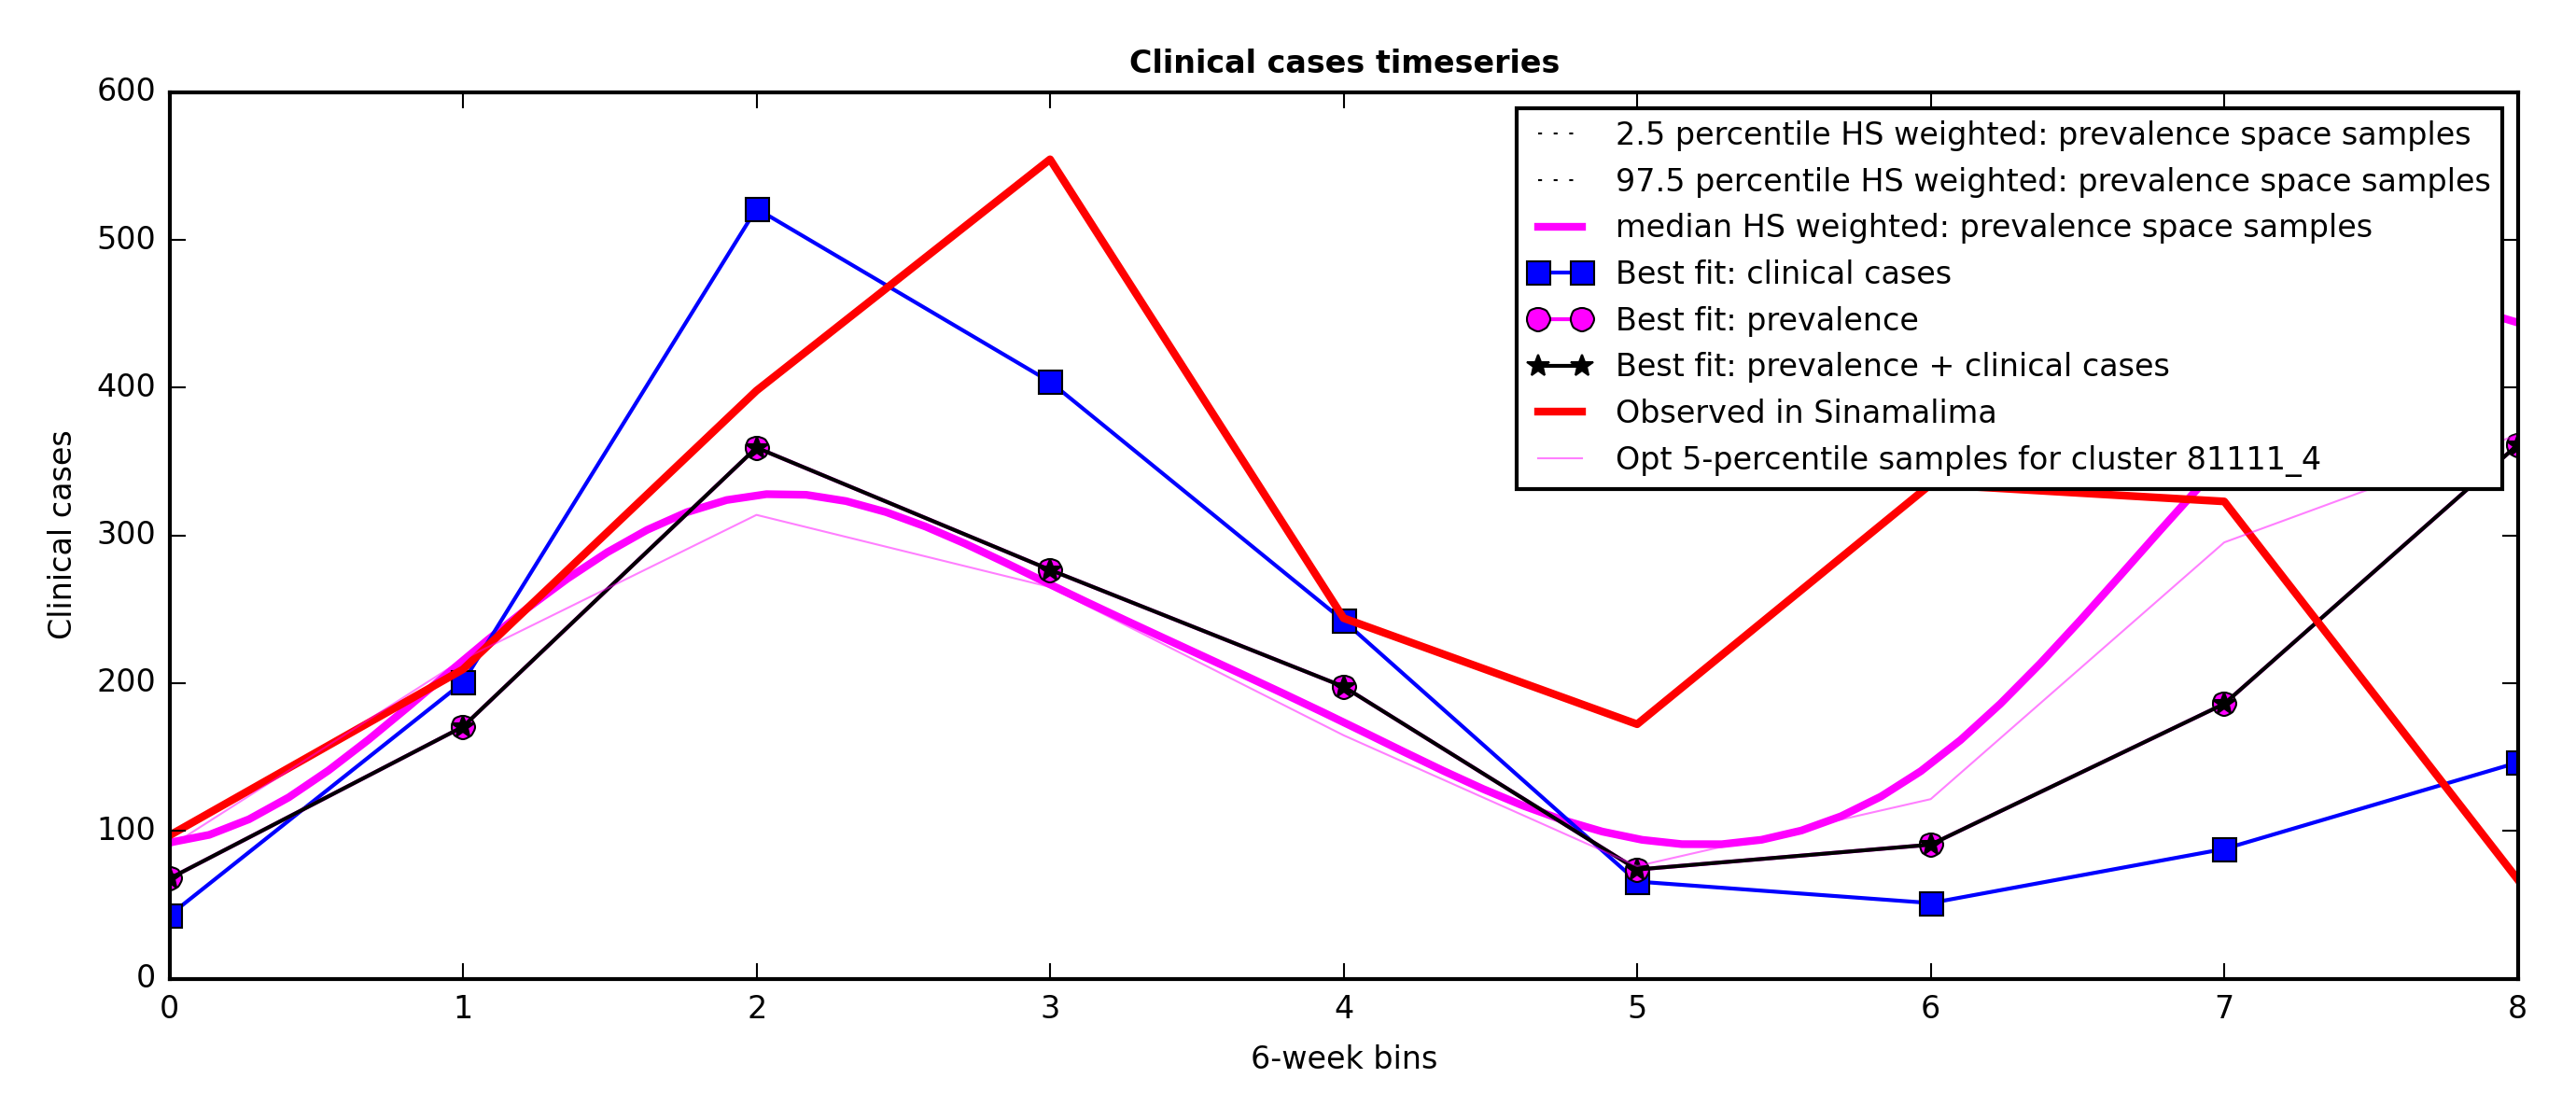 Clinical cases timeseries
600
500
400
300
200
100
0
Clinical cases
2.5 percentile HS weighted: prevalence space samples
97.5 percentile HS weighted: prevalence space samples
median HS weighted: prevalence space samples
Best fit: clinical cases
Best fit: prevalence
Best fit: prevalence + clinical cases
Observed in Sinamalima
Opt 5-percentile samples for cluster 81111_4
0 1 2 3 4 5 6 7 8
6-week bins